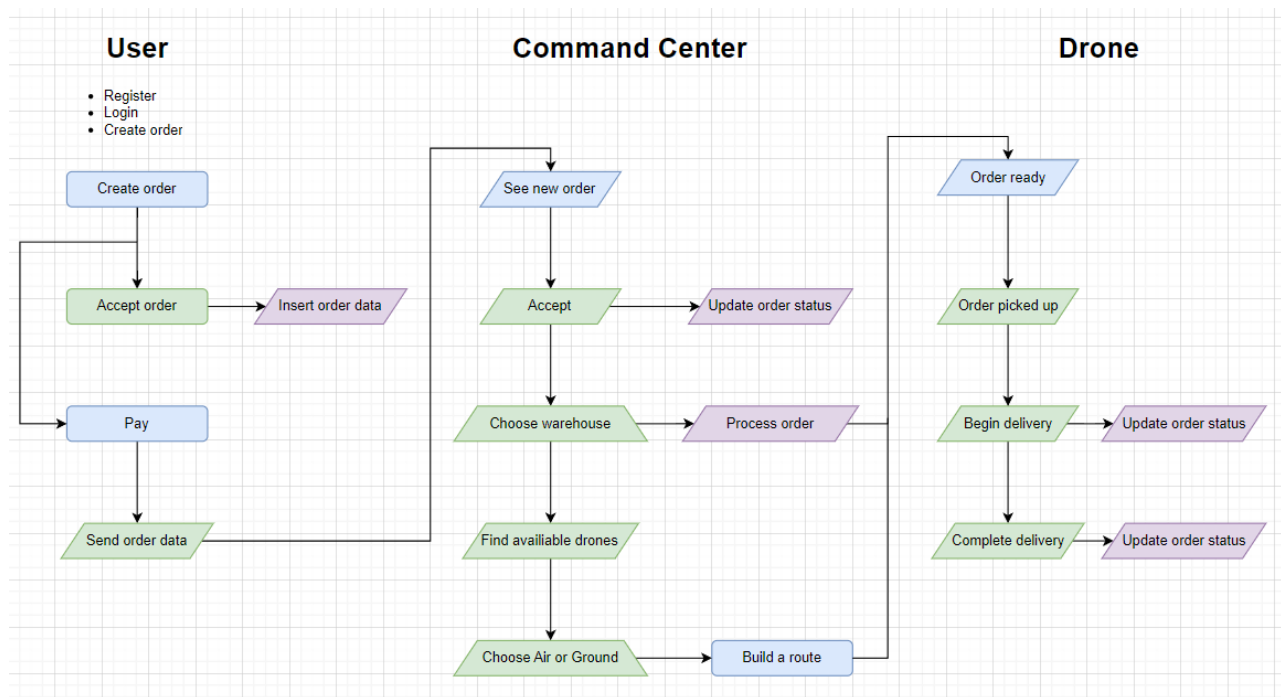 User
Register
Login
Create order
Create order
Accept order
Insert order data
Pay
Send order data
Command Center
See new order
Accept
Update order status
Choose warehouse
Process order
Find availiable drones
Choose Air or Ground
Build a route
Drone
Order ready
Order picked up
Begin delivery
Update order status
Complete delivery
Update order status